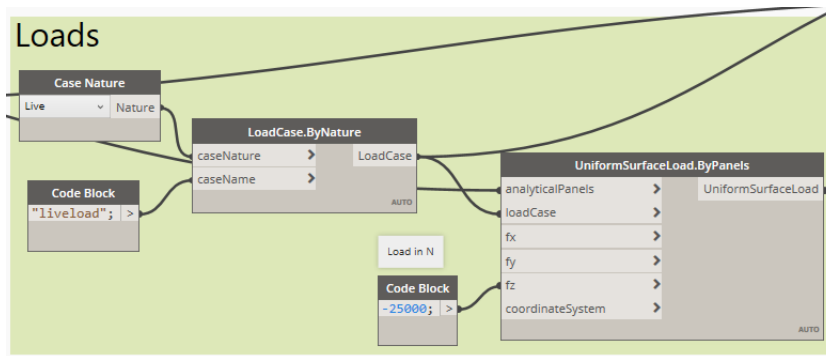 Loads
Case Nature
Live
Nature
LoadCase.ByNature
caseNature >
LoadCase
caseName >
AUTO
Code Block
"liveload"; >
UniformSurfaceLoad.ByPanels
analyticalPanels >
UniformSurfaceLoad
loadCase >
fx >
fy >
fz >
coordinateSystem >
AUTO
Load in N
Code Block
-25000; >